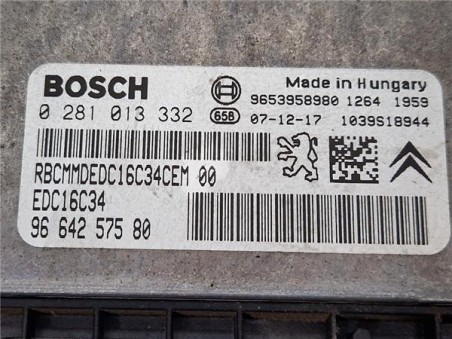 BOSCH
Made in Hungary
9653958980 1264 1959
0 281 013 332
658
07-12-17 1039S18944
RBCMMDEDC16C34CEM 00
EDC16C34
96 642 575 80